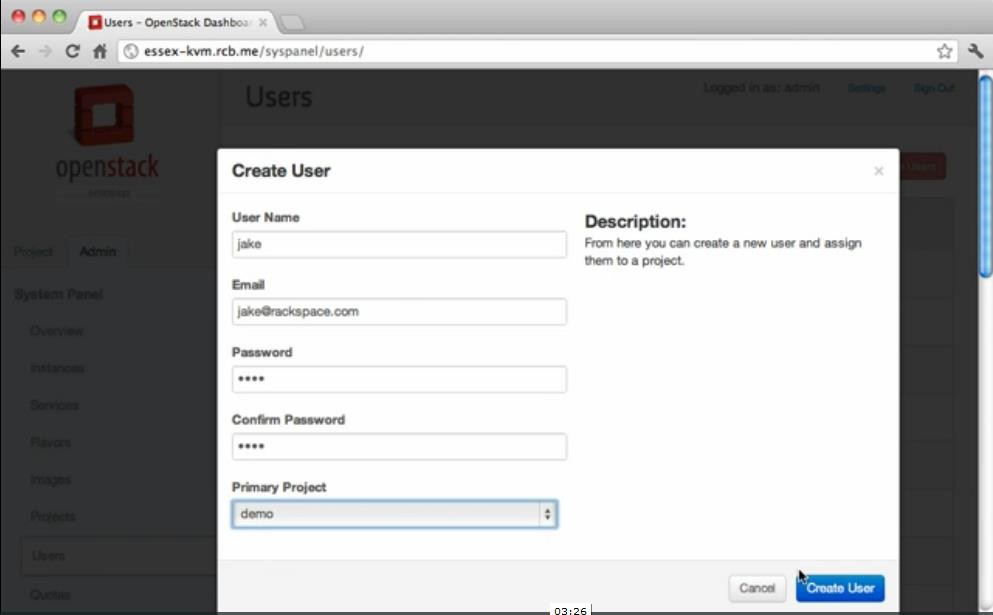 Users - OpenStack Dashboa
essex-kvm.rcb.me/syspanel/users/
openstack
DASHBOARD
Users
Logged in as: admin
Settings
Sign Out
Users
Project
Admin
System Panel
Overview
Instances
Services
Flavors
Images
Projects
Users
Quotas
Create User
×
User Name
jake
Email
jake@rackspace.com
Password
••••
Confirm Password
••••
Primary Project
demo
Description:
From here you can create a new user and assign
them to a project.
Cancel
Create User
03:26